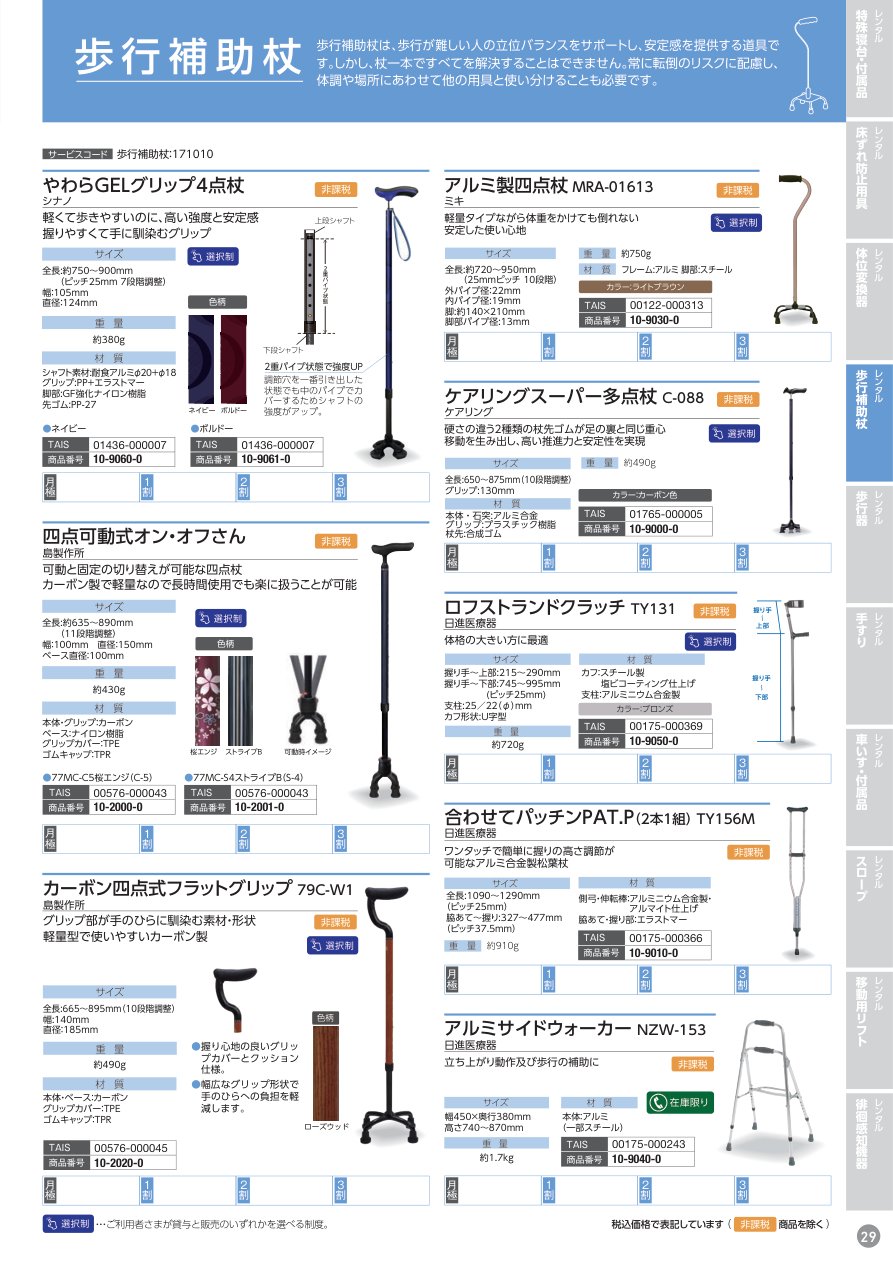 歩行補助杖
歩行補助杖は、歩行が難しい人の立位バランスをサポートし、安定感を提供する道具で
す。しかし、杖一本ですべてを解決することはできません。常に転倒のリスクに配慮し、
体調や場所にあわせて他の用具と使い分けることも必要です。
サービスコード 歩行補助杖:171010
やわらGELグリップ4点杖
シナノ
非課税
軽くて歩きやすいのに、高い強度と安定感
握りやすくて手に馴染むグリップ
サイズ
選択制
全長:約750～900mm
(ピッチ25mm 7段階調整)
幅:105mm
直径:124mm
重量
約380g
材質
シャフト素材:耐食アルミφ20+φ18
グリップ:PP+エラストマー
脚部:GF強化ナイロン樹脂
先ゴム:PP-27
色柄
ネイビー ボルドー
上段シャフト
2重パイプ状態
下段シャフト
2重パイプ状態で強度UP
調節穴を一番引き出した
状態でも中のパイプでカ
バーするためシャフトの
強度がアップ。
●ネイビー
TAIS 01436-000007
商品番号 10-9060-0
●ボルドー
TAIS 01436-000007
商品番号 10-9061-0
月極 1割 2割 3割
四点可動式オン・オフさん
島製作所
非課税
可動と固定の切り替えが可能な四点杖
カーボン製で軽量なので長時間使用でも楽に扱うことが可能
サイズ
選択制
全長:約635～890mm
(11段階調整)
幅:100mm 直径:150mm
ベース直径:100mm
重量
約430g
材質
本体・グリップ:カーボン
ベース:ナイロン樹脂
グリップカバー:TPE
ゴムキャップ:TPR
色柄
桜エンジ ストライプB 可動時イメージ
●77MC-C5桜エンジ(C-5)
TAIS 00576-000043
商品番号 10-2000-0
●77MC-S4ストライプB(S-4)
TAIS 00576-000043
商品番号 10-2001-0
月極 1割 2割 3割
カーボン四点式フラットグリップ 79C-W1
島製作所
グリップ部が手のひらに馴染む素材・形状
軽量型で使いやすいカーボン製
非課税
選択制
サイズ
全長:665～895mm(10段階調整)
幅:140mm
直径:185mm
重量
約490g
材質
本体・ベース:カーボン
グリップカバー:TPE
ゴムキャップ:TPR
●握り心地の良いグリッ
プカバーとクッション
仕様。
●幅広なグリップ形状で
手のひらへの負担を軽
減します。
色柄
ローズウッド
TAIS 00576-000045
商品番号 10-2020-0
月極 1割 2割 3割
アルミ製四点杖 MRA-01613
ミキ
非課税
軽量タイプながら体重をかけても倒れない
安定した使い心地
選択制
サイズ
全長:約720～950mm
(25mmピッチ 10段階)
外パイプ径:22mm
内パイプ径:19mm
脚:約140×210mm
脚部パイプ径:13mm
重量 約750g
材質 フレーム:アルミ 脚部:スチール
カラー:ライトブラウン
TAIS 00122-000313
商品番号 10-9030-0
月極 1割 2割 3割
ケアリングスーパー多点杖 C-088
ケアリング
非課税
硬さの違う2種類の杖先ゴムが足の裏と同じ重心
移動を生み出し、高い推進力と安定性を実現
選択制
サイズ
全長:650～875mm(10段階調整)
グリップ:130mm
材質
本体・石突:アルミ合金
グリップ:プラスチック樹脂
杖先:合成ゴム
重量 約490g
カラー:カーボン色
TAIS 01765-000005
商品番号 10-9000-0
月極 1割 2割 3割
ロフストランドクラッチ TY131
日進医療器
非課税
体格の大きい方に最適
選択制
サイズ
握り手～上部:215～290mm
握り手～下部:745～995mm
(ピッチ25mm)
支柱:25/22(φ)mm
カフ形状:U字型
重量
約720g
材質
カフ:スチール製
塩ビコーティング仕上げ
支柱:アルミニウム合金製
カラー:ブロンズ
TAIS 00175-000369
商品番号 10-9050-0
握り手～上部
握り手～下部
月極 1割 2割 3割
合わせてパッチンPAT.P(2本1組) TY156M
日進医療器
ワンタッチで簡単に握りの高さ調節が
可能なアルミ合金製松葉杖
非課税
サイズ
全長:1090～1290mm
(ピッチ25mm)
脇あて～握り:327～477mm
(ピッチ37.5mm)
重量 約910g
材質
側弓・伸転棒:アルミニウム合金製・
アルマイト仕上げ
脇あて・握り部:エラストマー
TAIS 00175-000366
商品番号 10-9010-0
月極 1割 2割 3割
アルミサイドウォーカー NZW-153
日進医療器
立ち上がり動作及び歩行の補助に
非課税
在庫限り
サイズ
幅450×奥行380mm
高さ740～870mm
重量
約1.7kg
材質
本体:アルミ
(一部スチール)
TAIS 00175-000243
商品番号 10-9040-0
月極 1割 2割 3割
選択制 …ご利用者さまが貸与と販売のいずれかを選べる制度。
税込価格で表記しています( 非課税 商品を除く)
レンタル 特殊寝台・付属品
レンタル 床ずれ防止用具
レンタル 体位変換器
レンタル 歩行補助杖
レンタル 歩行器
レンタル 手すり
レンタル 車いす・付属品
レンタル スロープ
レンタル 移動用リフト
レンタル 徘徊感知機器
29